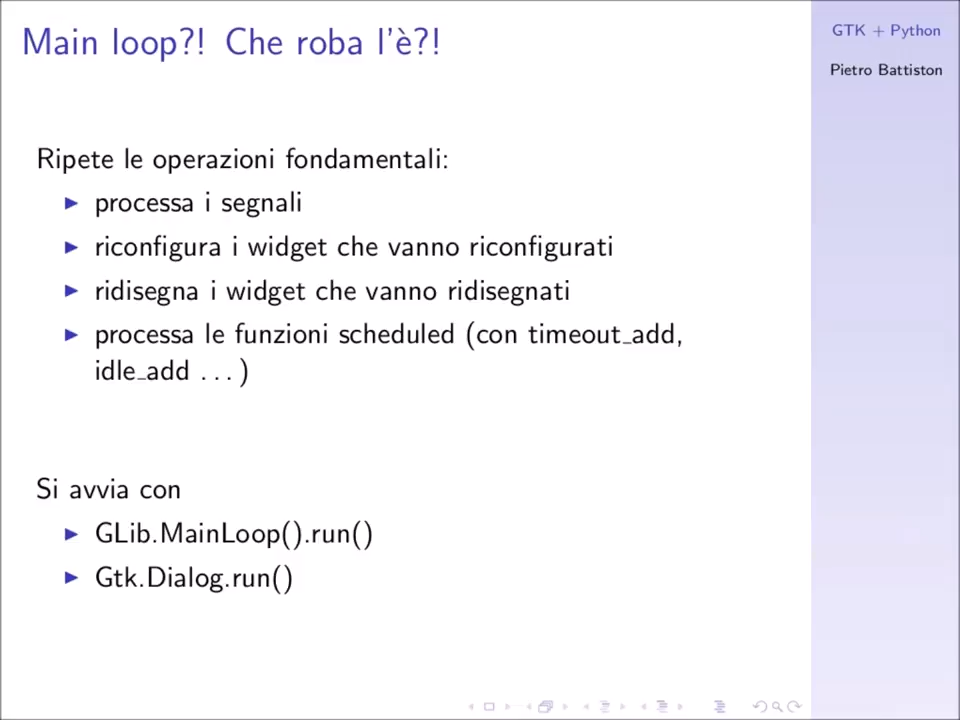 Main loop?! Che roba l'è?!
GTK + Python
Pietro Battiston
Ripete le operazioni fondamentali:
processa i segnali
riconfigura i widget che vanno riconfigurati
ridisegna i widget che vanno ridisegnati
processa le funzioni scheduled (con timeout_add,
idle_add . . . )
Si avvia con
GLib.MainLoop().run()
Gtk.Dialog.run()